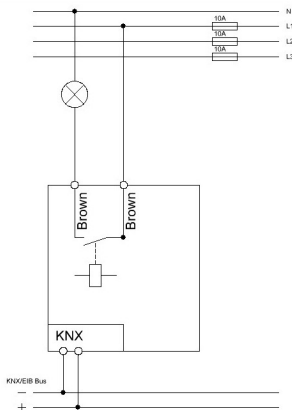 N
10A
L1
10A
L2
10A
L3
Brown
Brown
KNX
KNX/EIB Bus
−
+